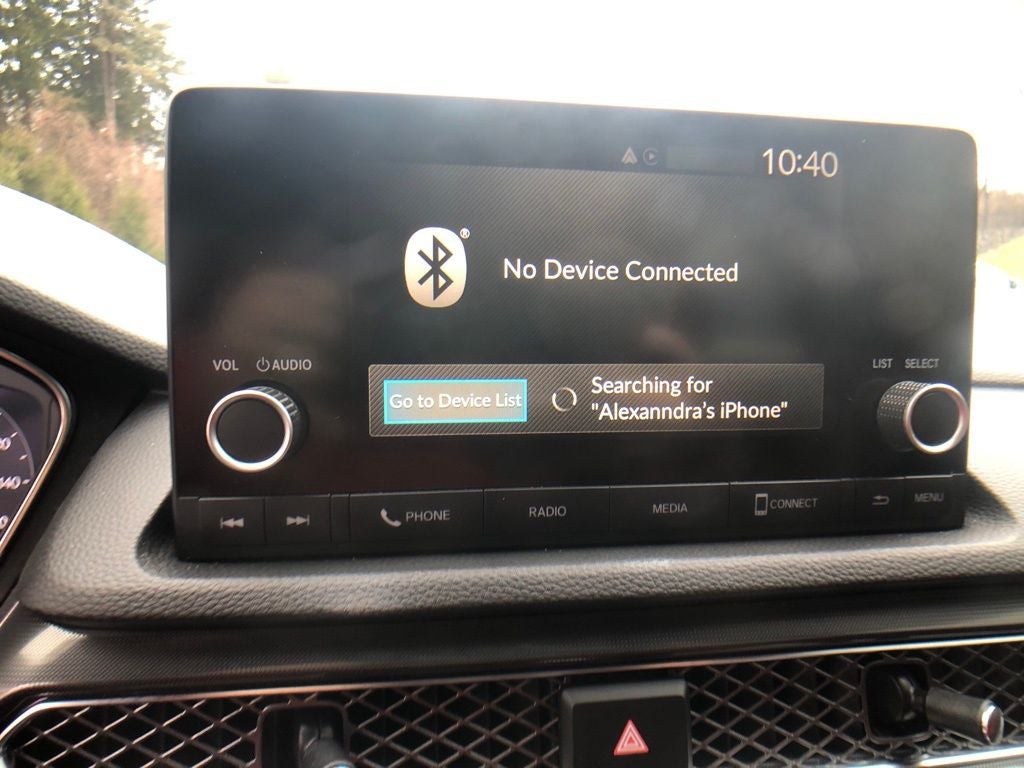 10:40
®
No Device Connected
VOL AUDIO
LIST SELECT
Go to Device List
Searching for
"Alexanndra's iPhone"
PHONE RADIO MEDIA CONNECT MENU